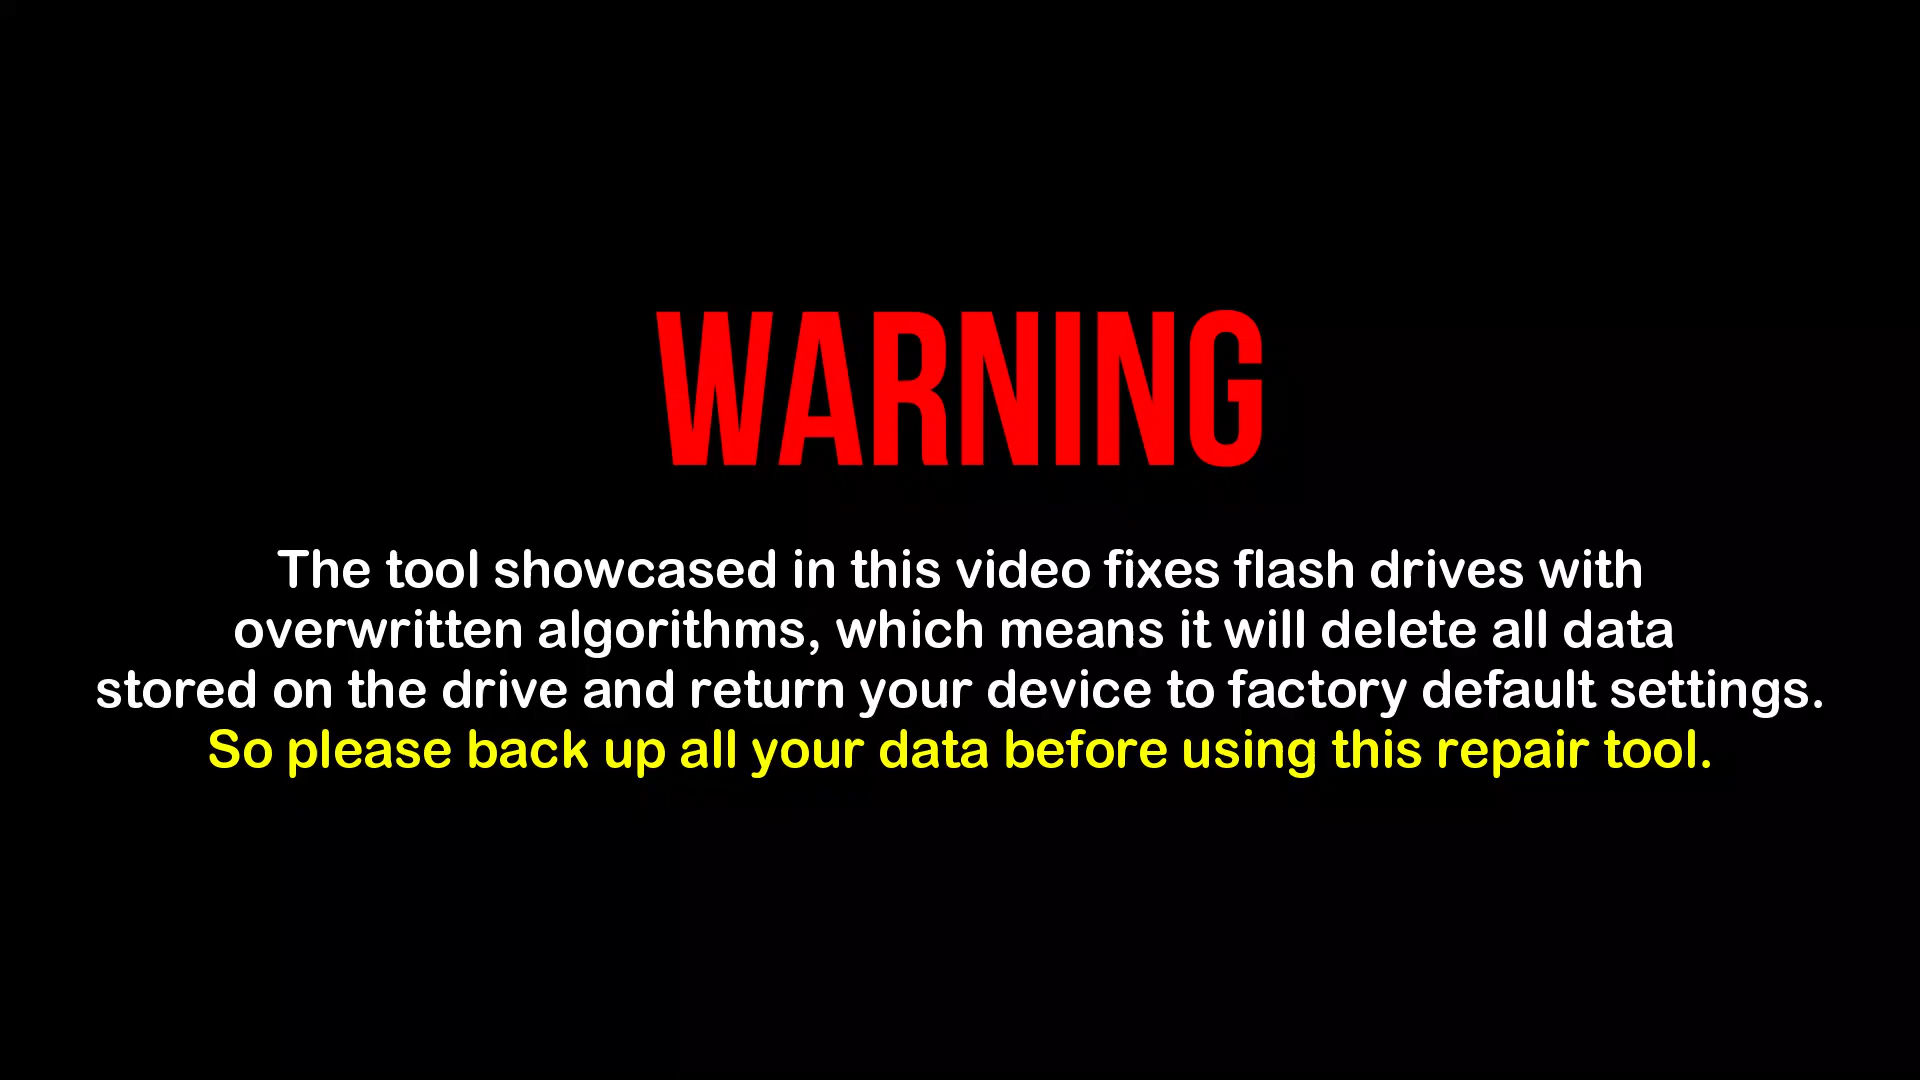 WARNING
The tool showcased in this video fixes flash drives with
overwritten algorithms, which means it will delete all data
stored on the drive and return your device to factory default settings.
So please back up all your data before using this repair tool.